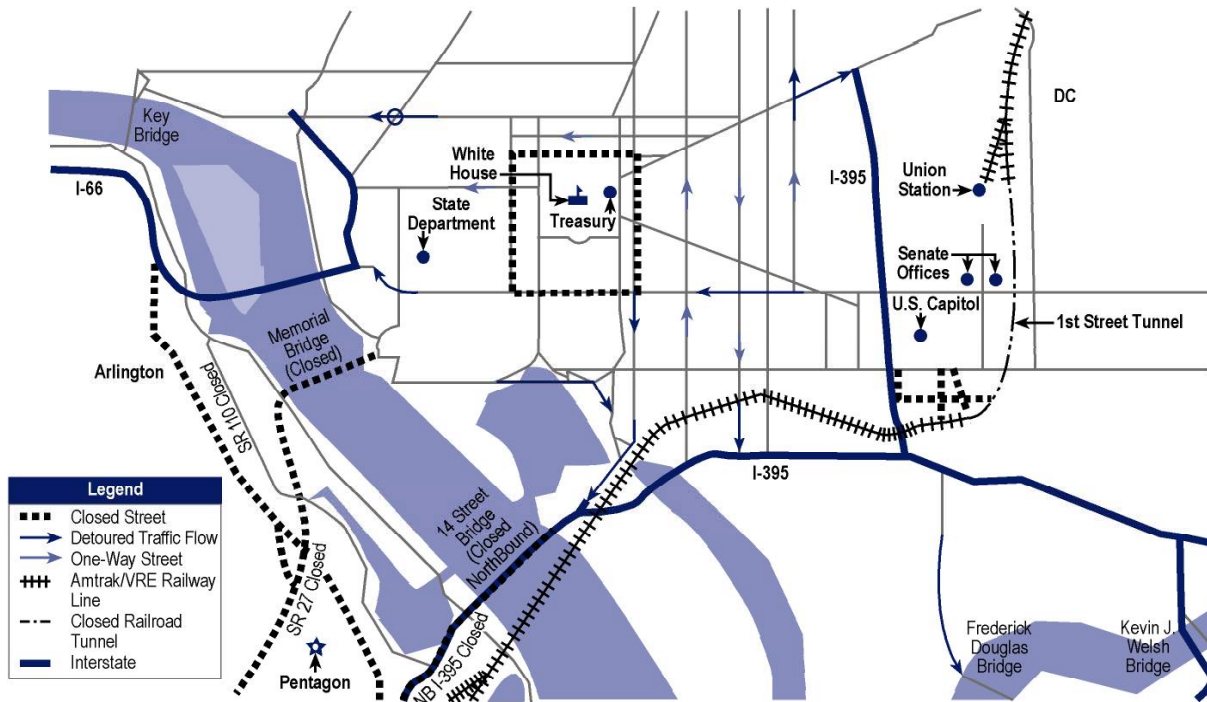 Key
Bridge
DC
White
House
I-66
I-395
Union
Station
State
Department
Treasury
Senate
Offices
U.S. Capitol
1st Street Tunnel
Memorial
Bridge
(Closed)
Arlington
SR 110 Closed
I-395
14 Street
Bridge
(Closed
NorthBound)
SR 27 Closed
NB I-395 Closed
Pentagon
Frederick
Douglas
Bridge
Kevin J.
Welsh
Bridge
Legend
Closed Street
Detoured Traffic Flow
One-Way Street
Amtrak/VRE Railway
Line
Closed Railroad
Tunnel
Interstate